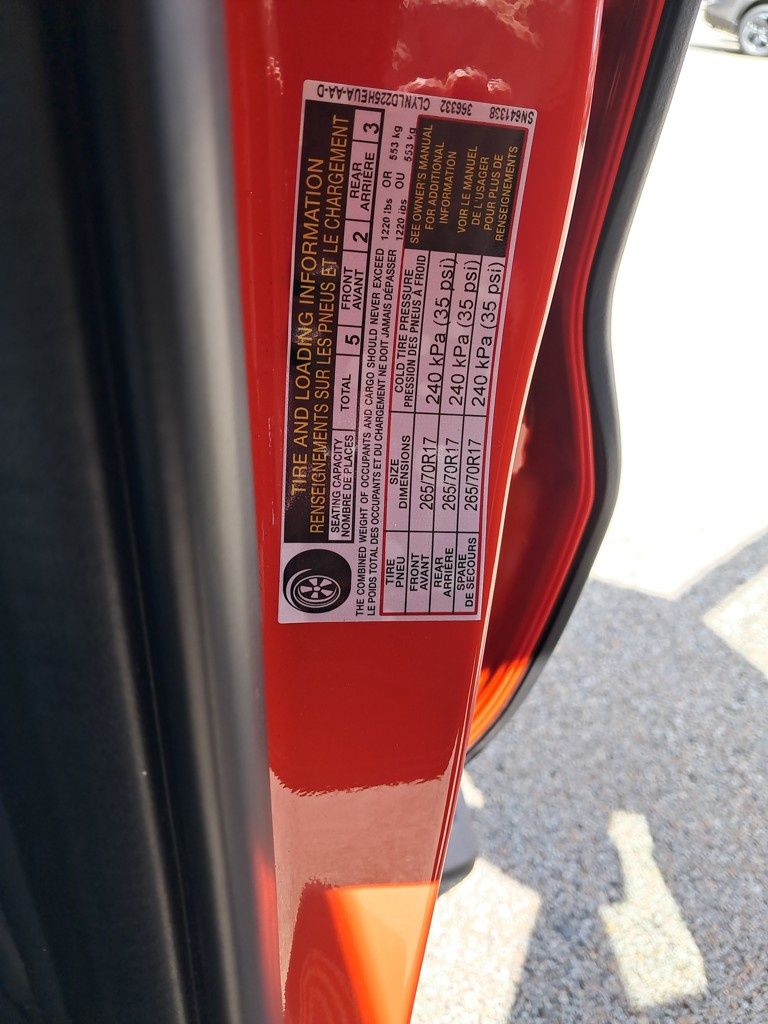 TIRE AND LOADING INFORMATION
RENSEIGNEMENTS SUR LES PNEUS ET LE CHARGEMENT
SEATING CAPACITY TOTAL 5 FRONT 2 REAR 3
NOMBRE DE PLACES AVANT ARRIÈRE
THE COMBINED WEIGHT OF OCCUPANTS AND CARGO SHOULD NEVER EXCEED 1220 lbs OR 553 kg
LE POIDS TOTAL DES OCCUPANTS ET DU CHARGEMENT NE DOIT JAMAIS DÉPASSER 1220 lbs OU 553 kg
TIRE SIZE COLD TIRE PRESSURE
PNEU DIMENSIONS PRESSION DES PNEUS À FROID
FRONT
AVANT 265/70R17 240 kPa (35 psi)
REAR
ARRIÈRE 265/70R17 240 kPa (35 psi)
SPARE
DE SECOURS 265/70R17 240 kPa (35 psi)
SEE OWNER'S MANUAL
FOR ADDITIONAL
INFORMATION
VOIR LE MANUEL
DE L'USAGER
POUR PLUS DE
RENSEIGNEMENTS
SN641338 366332 CLYNLD226HEUA-AA-D